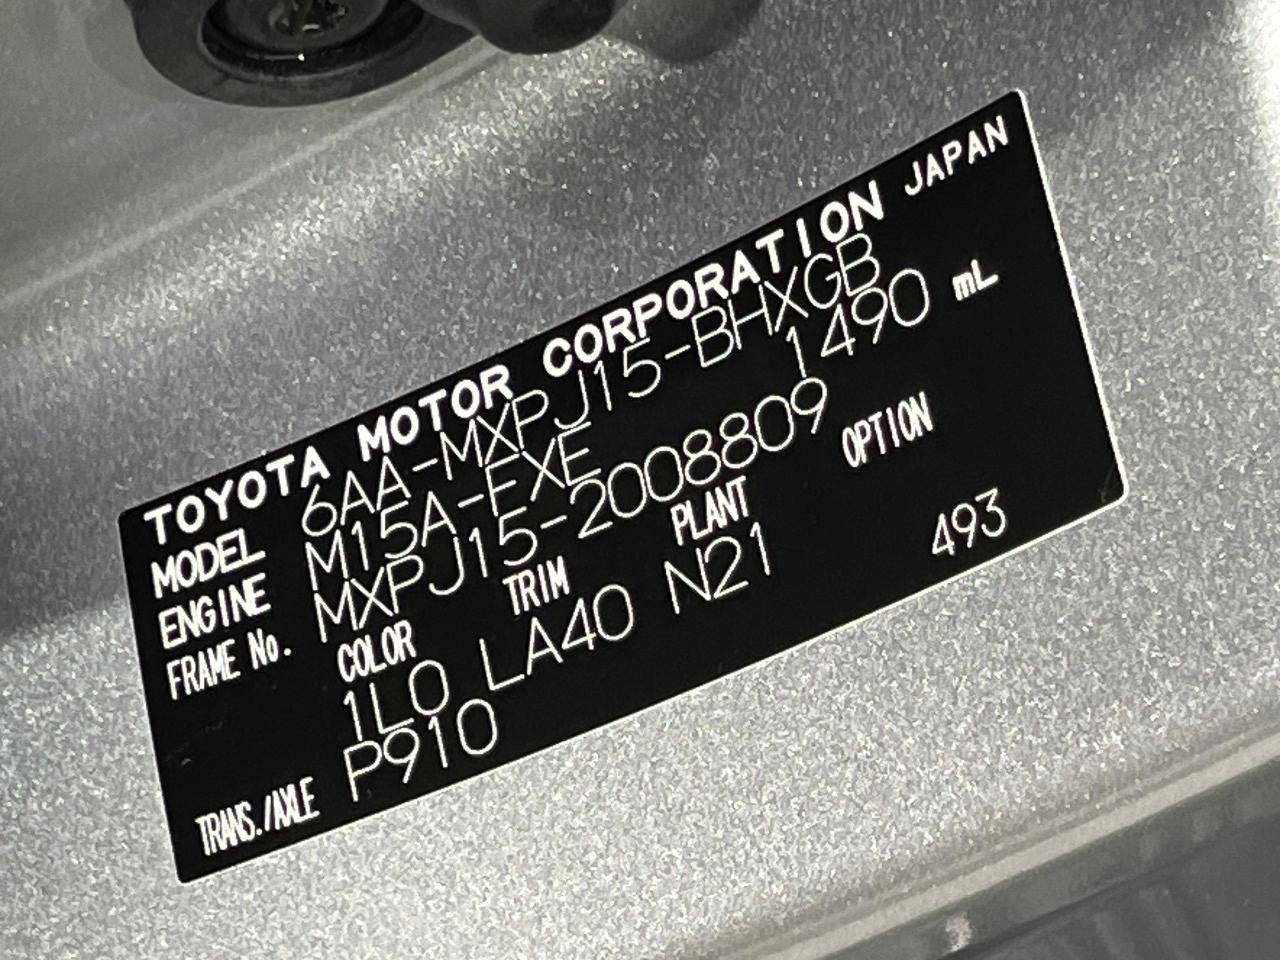 TOYOTA MOTOR CORPORATION JAPAN
MODEL 6AA-MXPJ15-BHXGB
ENGINE M15A-FXE 1490 mL
FRAME No. MXPJ15-2008809
COLOR TRIM PLANT OPTION
1L0 LA40 N21 493
TRANS./AXLE P910